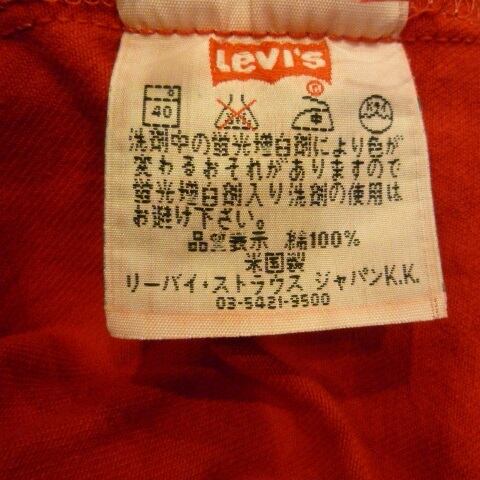 Levi's
®
40
洗剤中の蛍光増白剤により色が
変わるおそれがありますので
蛍光増白剤入り洗剤の使用は
お避け下さい。
品質表示 綿100%
米国製
リーバイ・ストラウス ジャパンK.K.
03-5421-9500